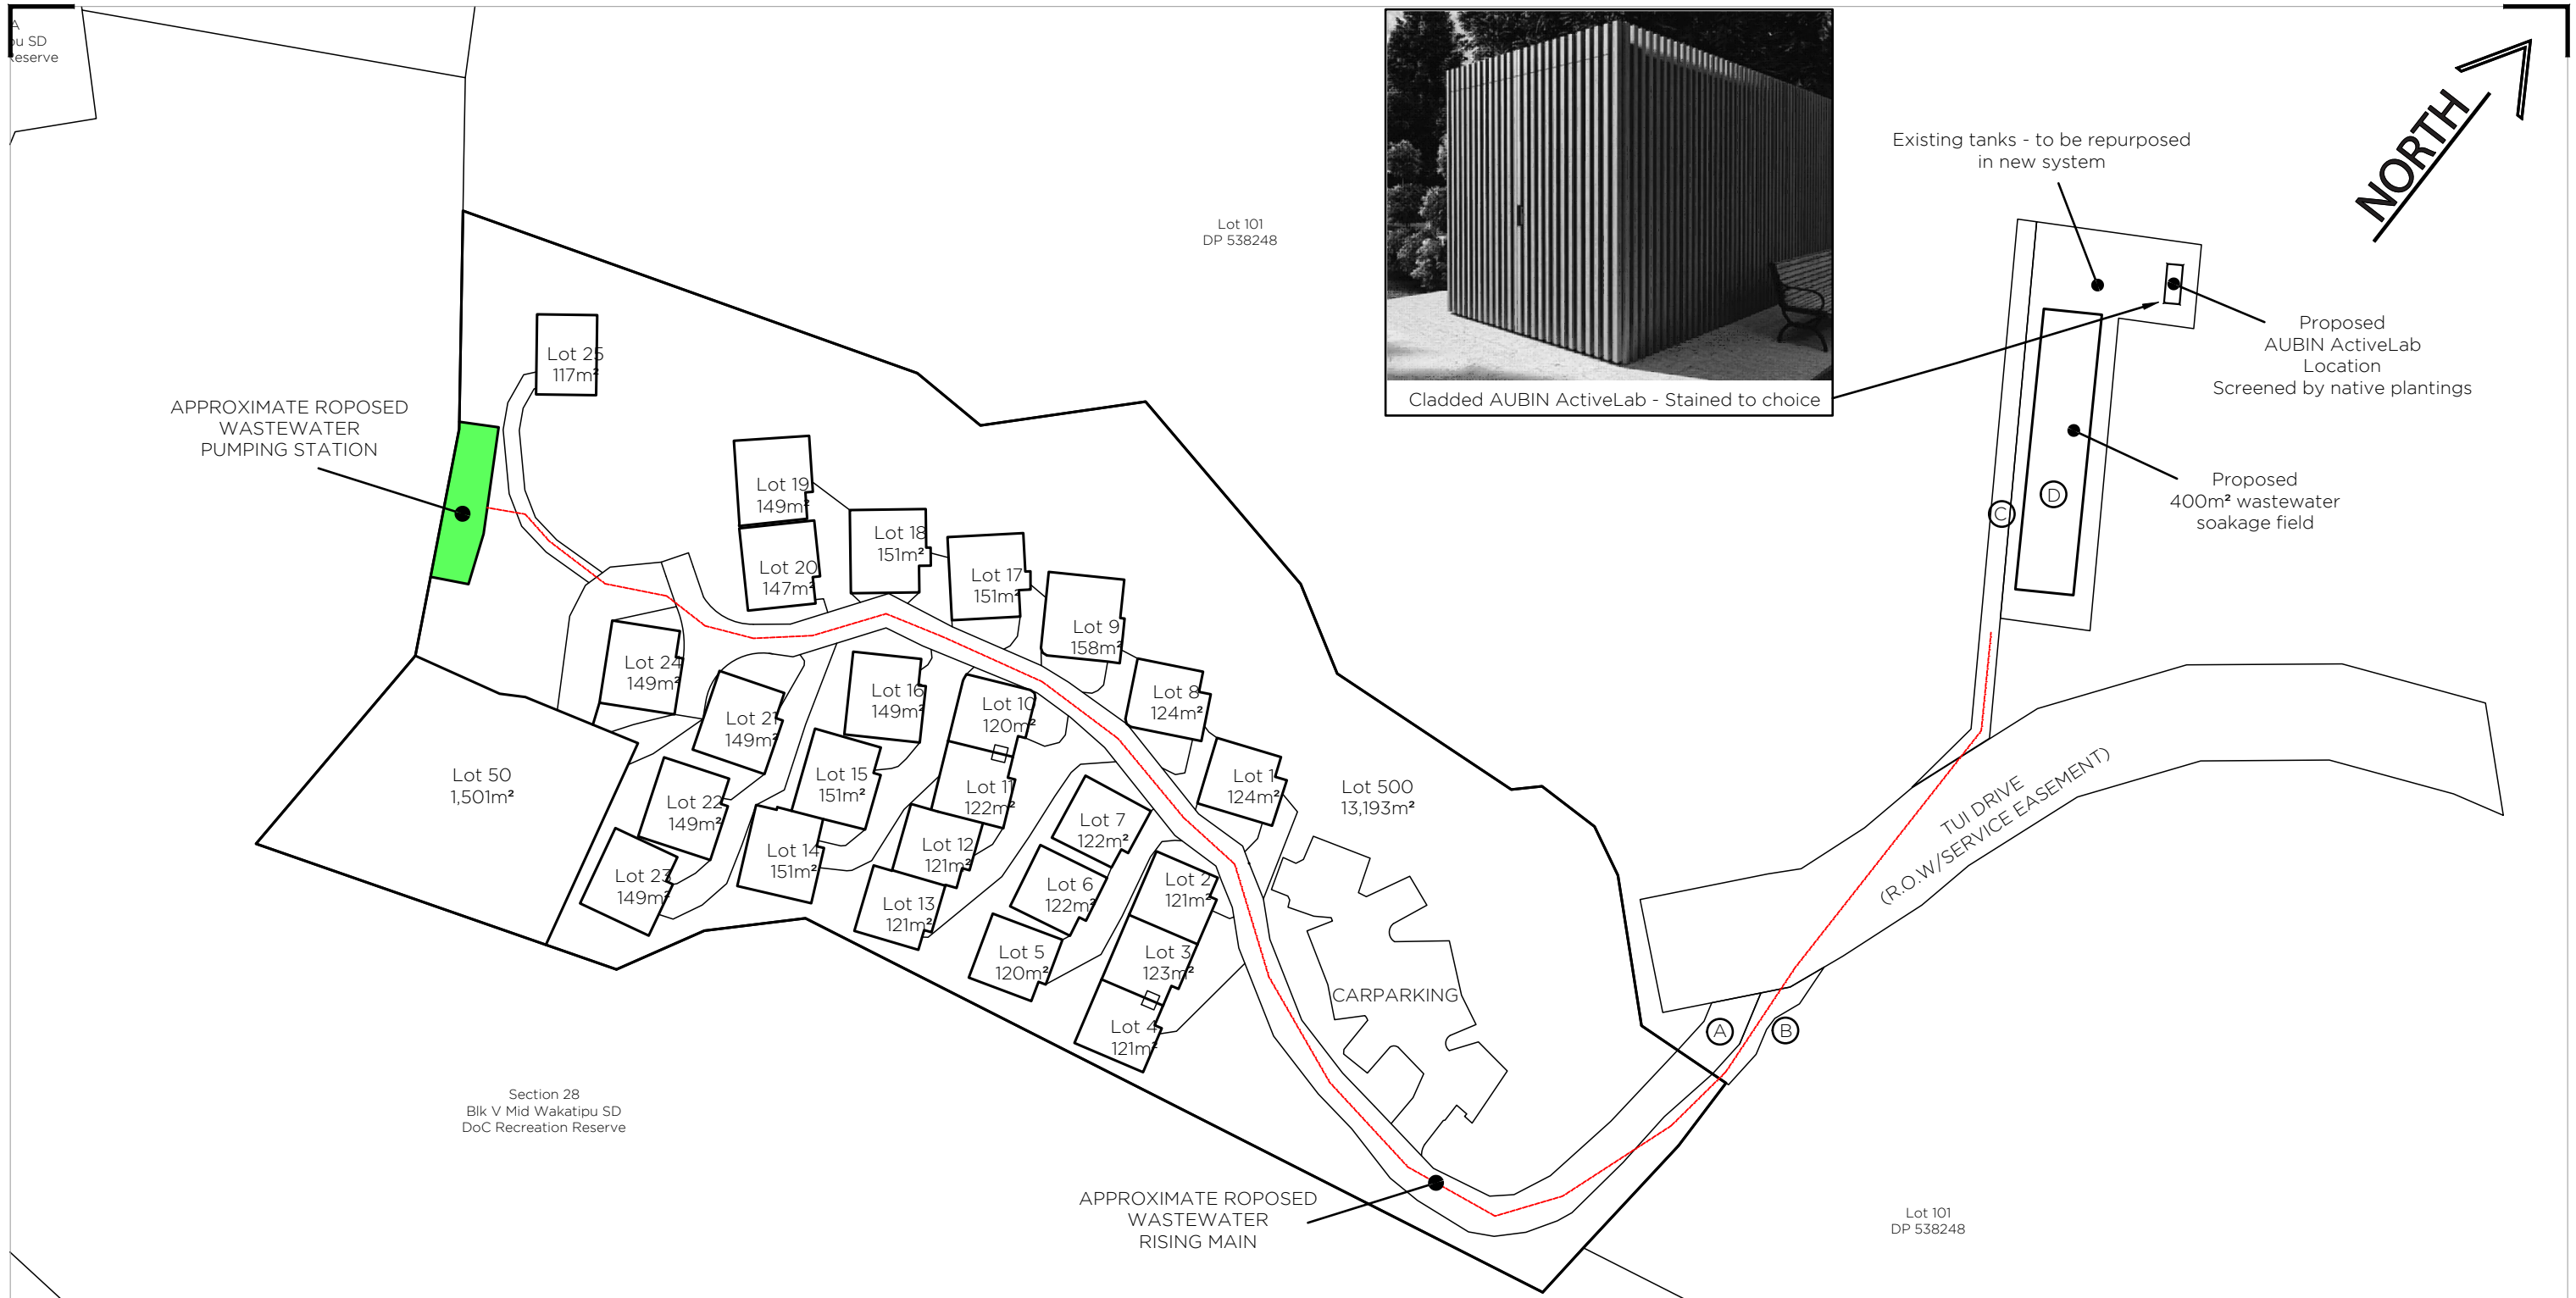 A
pu SD
Reserve
NORTH
Existing tanks - to be repurposed
in new system
Lot 101
DP 538248
Proposed
AUBIN ActiveLab
Location
Screened by native plantings
Cladded AUBIN ActiveLab - Stained to choice
Lot 25
117m²
APPROXIMATE ROPOSED
WASTEWATER
PUMPING STATION
Proposed
400m² wastewater
soakage field
C
D
Lot 19
149m²
Lot 18
151m²
Lot 20
147m²
Lot 17
151m²
Lot 9
158m²
Lot 24
149m²
Lot 21
149m²
Lot 16
149m²
Lot 10
120m²
Lot 8
124m²
Lot 50
1,501m²
Lot 22
149m²
Lot 15
151m²
Lot 11
122m²
Lot 1
124m²
Lot 500
13,193m²
Lot 23
149m²
Lot 14
151m²
Lot 12
121m²
Lot 7
122m²
Lot 13
121m²
Lot 6
122m²
Lot 2
121m²
Lot 5
120m²
Lot 3
123m²
Lot 4
121m²
CARPARKING
TUI DRIVE
(R.O.W/SERVICE EASEMENT)
A
B
Section 28
Blk V Mid Wakatipu SD
DoC Recreation Reserve
APPROXIMATE ROPOSED
WASTEWATER
RISING MAIN
Lot 101
DP 538248